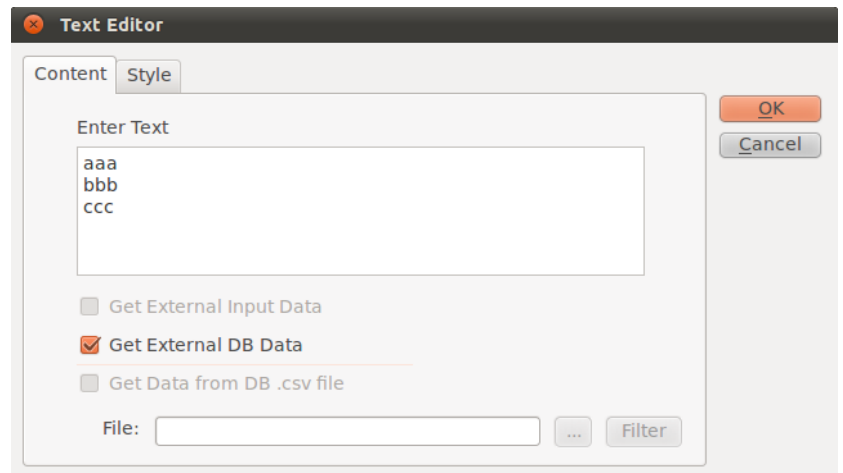 Text Editor
Content Style
OK
Cancel
Enter Text
aaa
bbb
ccc
Get External Input Data
Get External DB Data
Get Data from DB .csv file
File: ... Filter